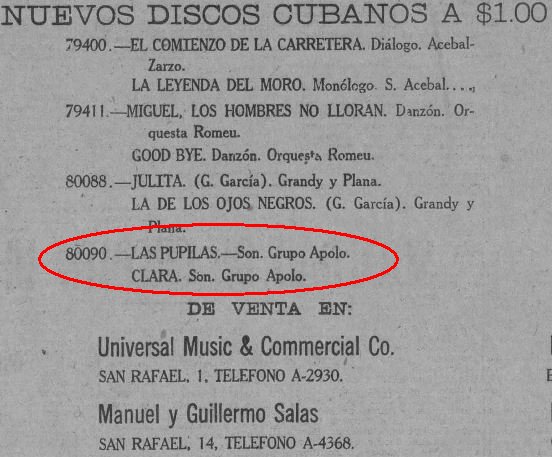 NUEVOS DISCOS CUBANOS A $1.00
79400.—EL COMIENZO DE LA CARRETERA. Diálogo. Acebal-
Zarzo.
LA LEYENDA DEL MORO. Monólogo. S. Acebal....,
79411.—MIGUEL, LOS HOMBRES NO LLORAN. Danzón. Or-
questa Romeu.
GOOD BYE. Danzón. Orquesta Romeu.
80088.—JULITA. (G. García). Grandy y Plana.
LA DE LOS OJOS NEGROS. (G. García). Grandy y
Plana.
80090.—LAS PUPILAS.—Son. Grupo Apolo.
CLARA. Son. Grupo Apolo.
DE VENTA EN:
Universal Music & Commercial Co.
SAN RAFAEL, 1, TELEFONO A-2930.
Manuel y Guillermo Salas
SAN RAFAEL, 14, TELEFONO A-4368.